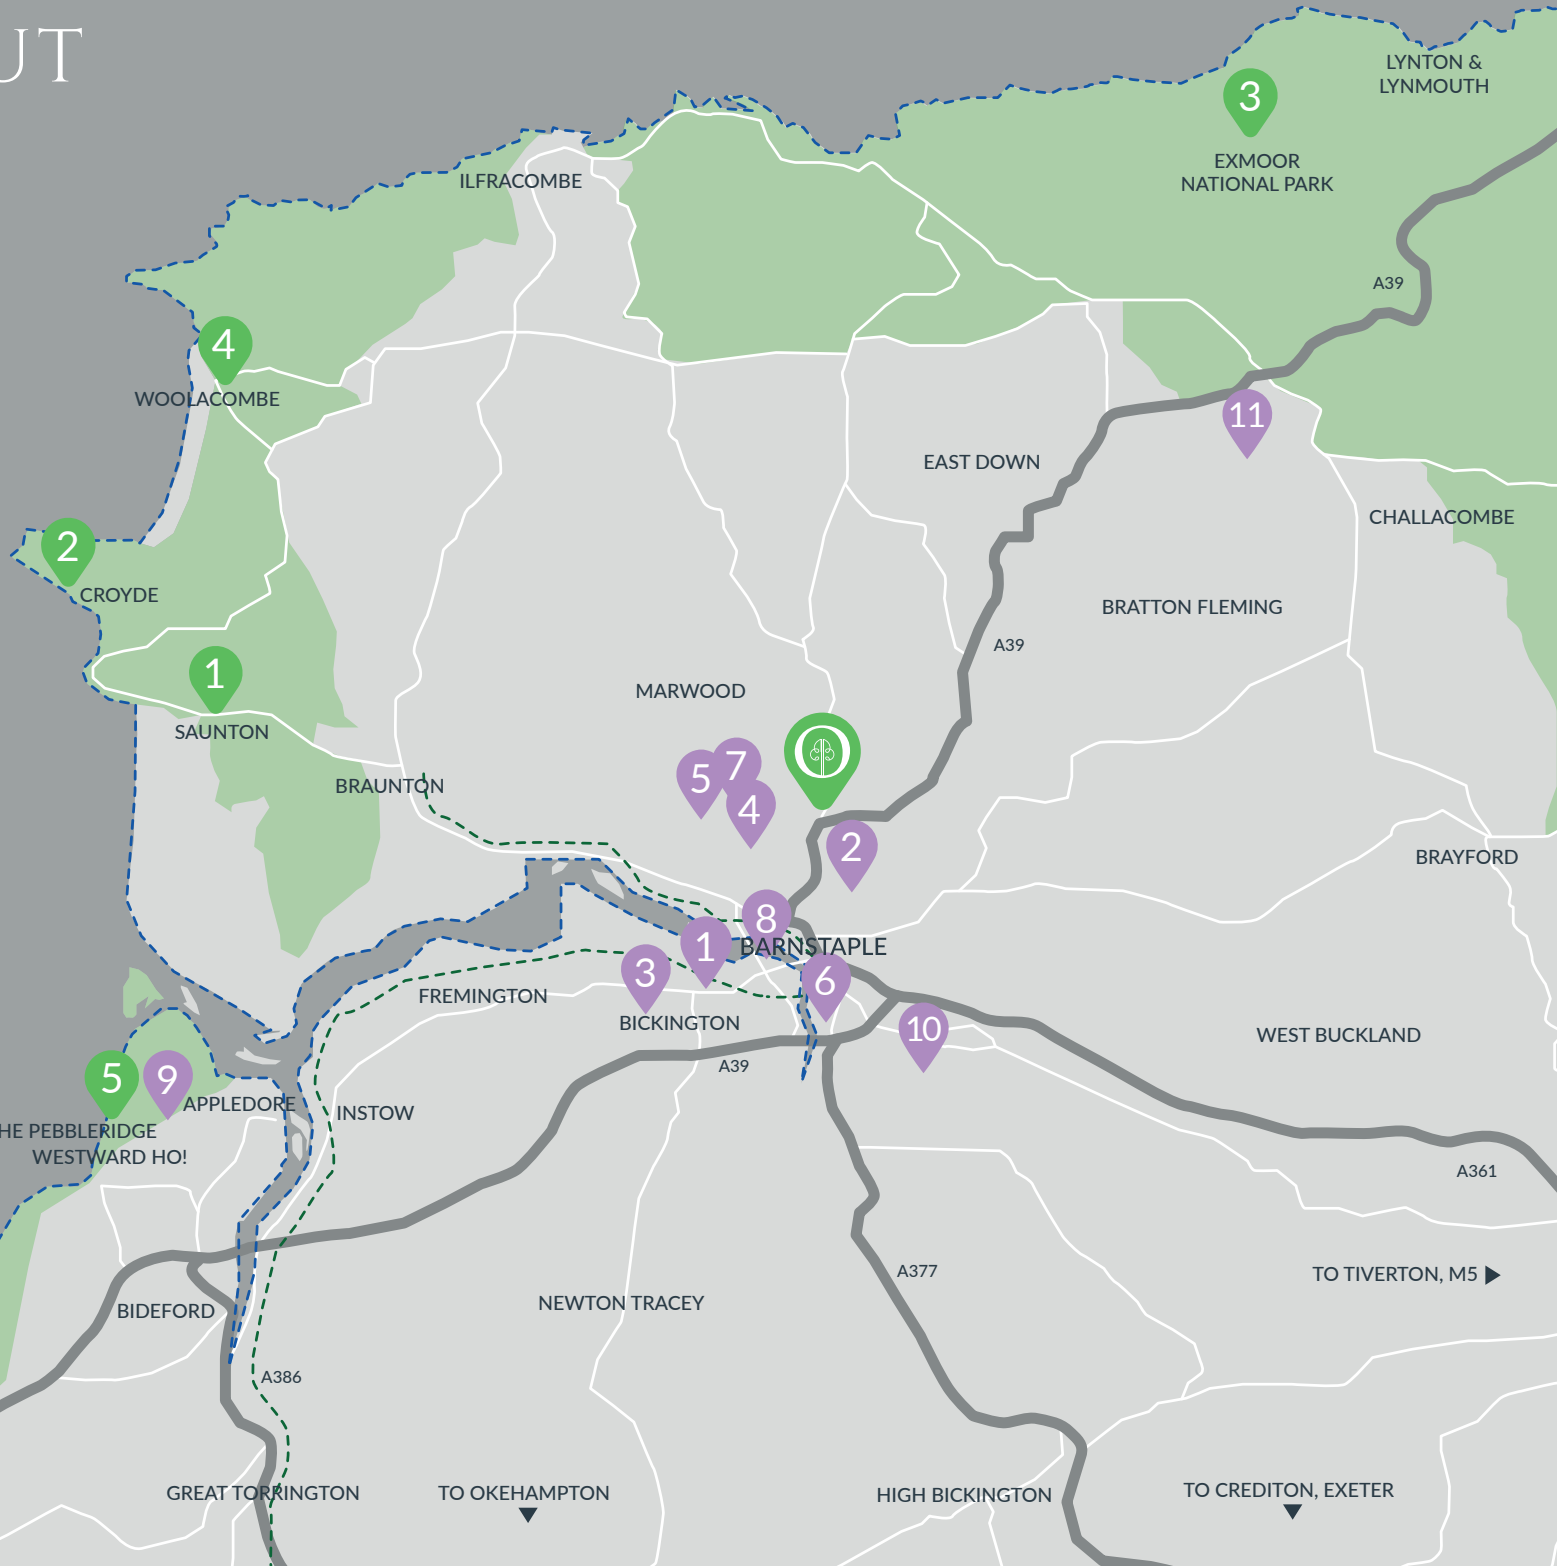 UT
LYNTON &
LYNMOUTH
3
EXMOOR
NATIONAL PARK
ILFRACOMBE
A39
4
WOOLACOMBE
11
EAST DOWN
CHALLACOMBE
2
CROYDE
BRATTON FLEMING
A39
1
SAUNTON
MARWOOD
5
7
4
BRAUNTON
2
BRAYFORD
8
BARNSTAPLE
1
3
6
FREMINGTON
BICKINGTON
10
WEST BUCKLAND
A39
5
9
APPLEDORE
INSTOW
HE PEBBLERIDGE
WESTWARD HO!
A361
A377
TO TIVERTON, M5
BIDEFORD
NEWTON TRACEY
A386
GREAT TORRINGTON
TO OKEHAMPTON
HIGH BICKINGTON
TO CREDITON, EXETER